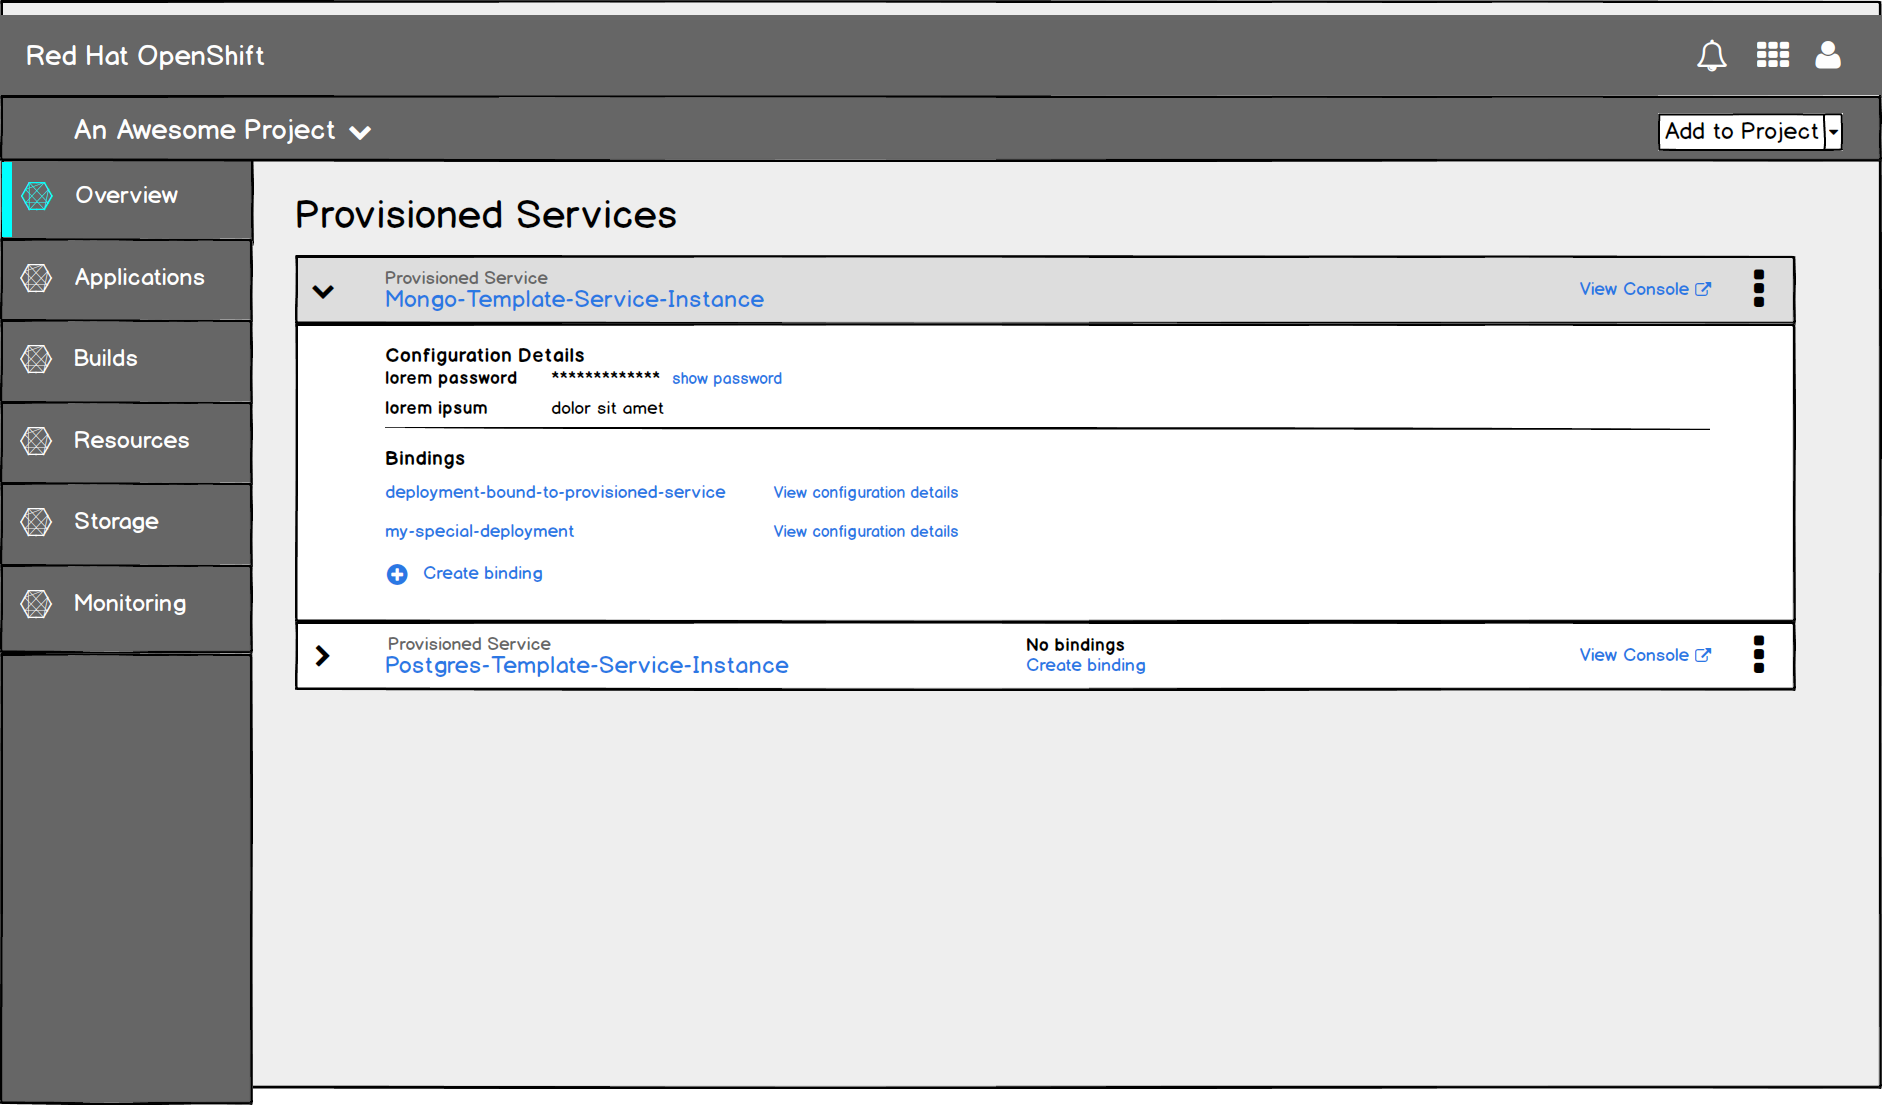 Red Hat OpenShift
An Awesome Project
Add to Project
Overview
Applications
Builds
Resources
Storage
Monitoring
Provisioned Services
Provisioned Service
Mongo-Template-Service-Instance
View Console
Configuration Details
lorem password ************* show password
lorem ipsum dolor sit amet
Bindings
deployment-bound-to-provisioned-service View configuration details
my-special-deployment View configuration details
Create binding
Provisioned Service
Postgres-Template-Service-Instance
No bindings
Create binding
View Console